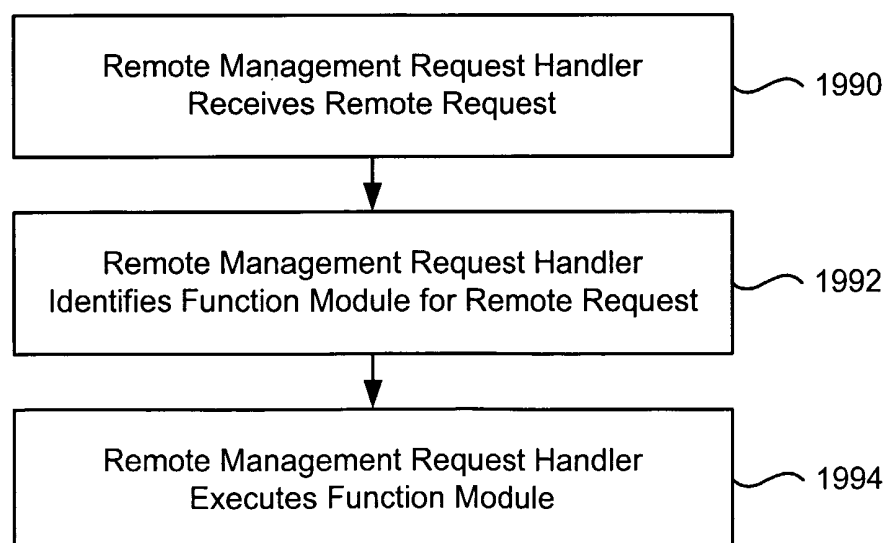 Remote Management Request Handler
Receives Remote Request
1990
Remote Management Request Handler
Identifies Function Module for Remote Request
1992
Remote Management Request Handler
Executes Function Module
1994